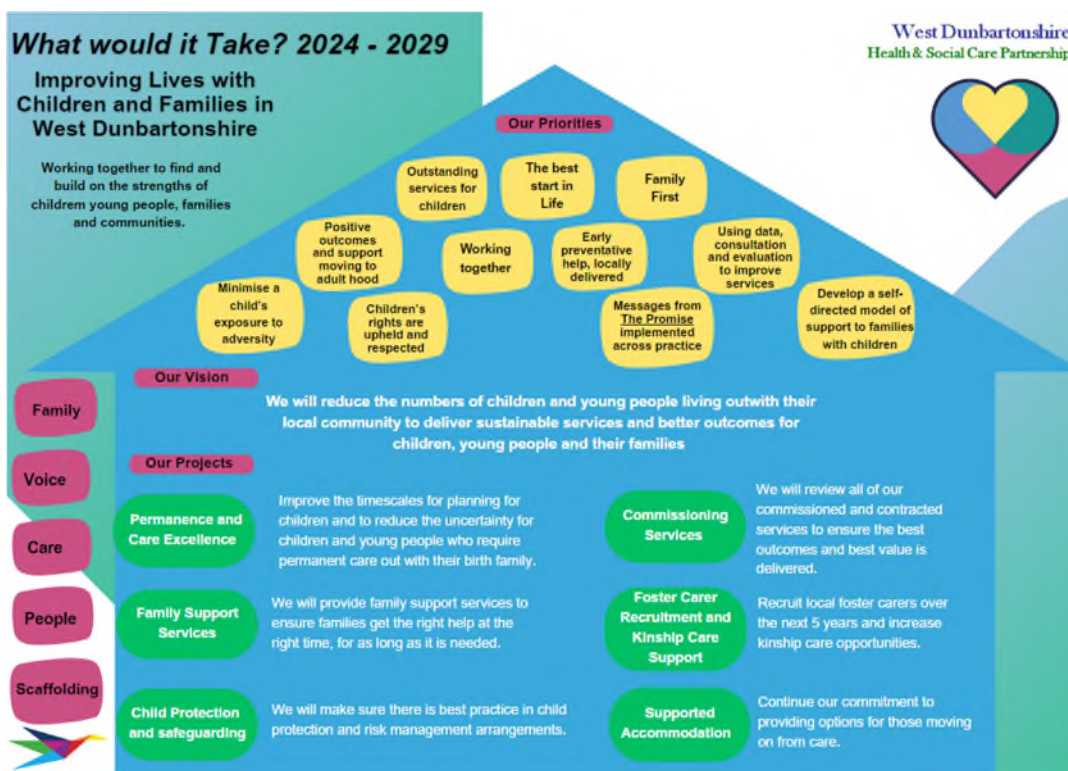 What would it Take? 2024 - 2029
Improving Lives with
Children and Families in
West Dunbartonshire
Working together to find and
build on the strengths of
childrem young people, families
and communities.
West Dunbartonshire
Health & Social Care Partnership
Our Priorities
Outstanding
services for
children
The best
start in
Life
Family
First
Positive
outcomes
and support
moving to
adult hood
Working
together
Early
preventative
help, locally
delivered
Using data,
consultation
and evaluation
to improve
services
Minimise a
child's
exposure to
adversity
Children's
rights are
upheld and
respected
Messages from
The Promise
implemented
across practice
Develop a self-
directed model of
support to families
with children
Family
Voice
Care
People
Scaffolding
Our Vision
We will reduce the numbers of children and young people living outwith their
local community to deliver sustainable services and better outcomes for
children, young people and their families
Our Projects
Permanence and
Care Excellence
Improve the timescales for planning for
children and to reduce the uncertainty for
children and young people who require
permanent care out with their birth family.
Family Support
Services
We will provide family support services to
ensure families get the right help at the
right time, for as long as it is needed.
Child Protection
and safeguarding
We will make sure there is best practice in child
protection and risk management arrangements.
Commissioning
Services
We will review all of our
commissioned and contracted
services to ensure the best
outcomes and best value is
delivered.
Foster Carer
Recruitment and
Kinship Care
Support
Recruit local foster carers over
the next 5 years and increase
kinship care opportunities.
Supported
Accommodation
Continue our commitment to
providing options for those moving
on from care.